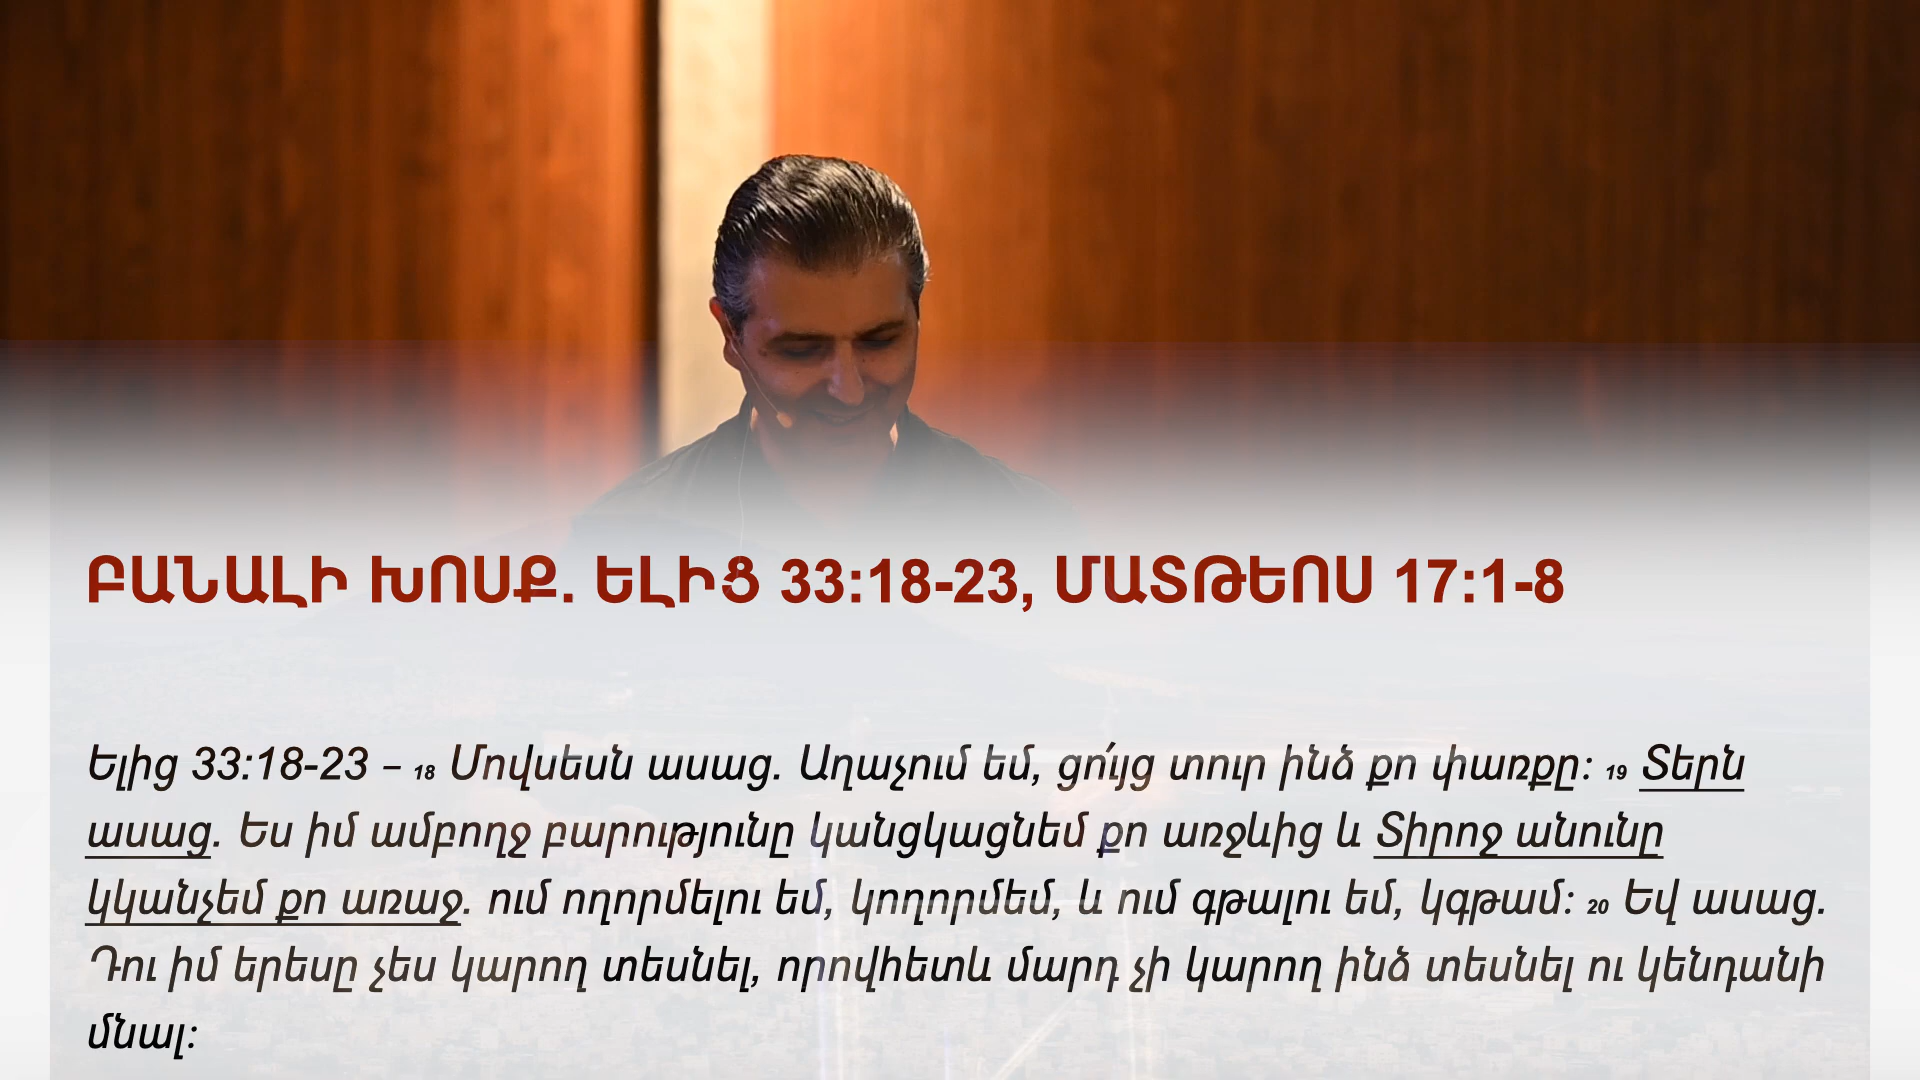 ԲԱՆԱԼԻ ԽՈՍՔ. ԵԼԻՑ 33:18-23, ՄԱՏԹԵՈՍ 17:1-8
Ելից 33:18-23 – 18 Մովսեսն ասաց. Աղաչում եմ, ցո՛ւյց տուր ինձ քո փառքը: 19 Տերն
ասաց. Ես իմ ամբողջ բարությունը կանցկացնեմ քո առջևից և Տիրոջ անունը
կկանչեմ քո առաջ. ում ողորմելու եմ, կողորմեմ, և ում գթալու եմ, կգթամ: 20 Եվ ասաց.
Դու իմ երեսը չես կարող տեսնել, որովհետև մարդ չի կարող ինձ տեսնել ու կենդանի
մնալ: